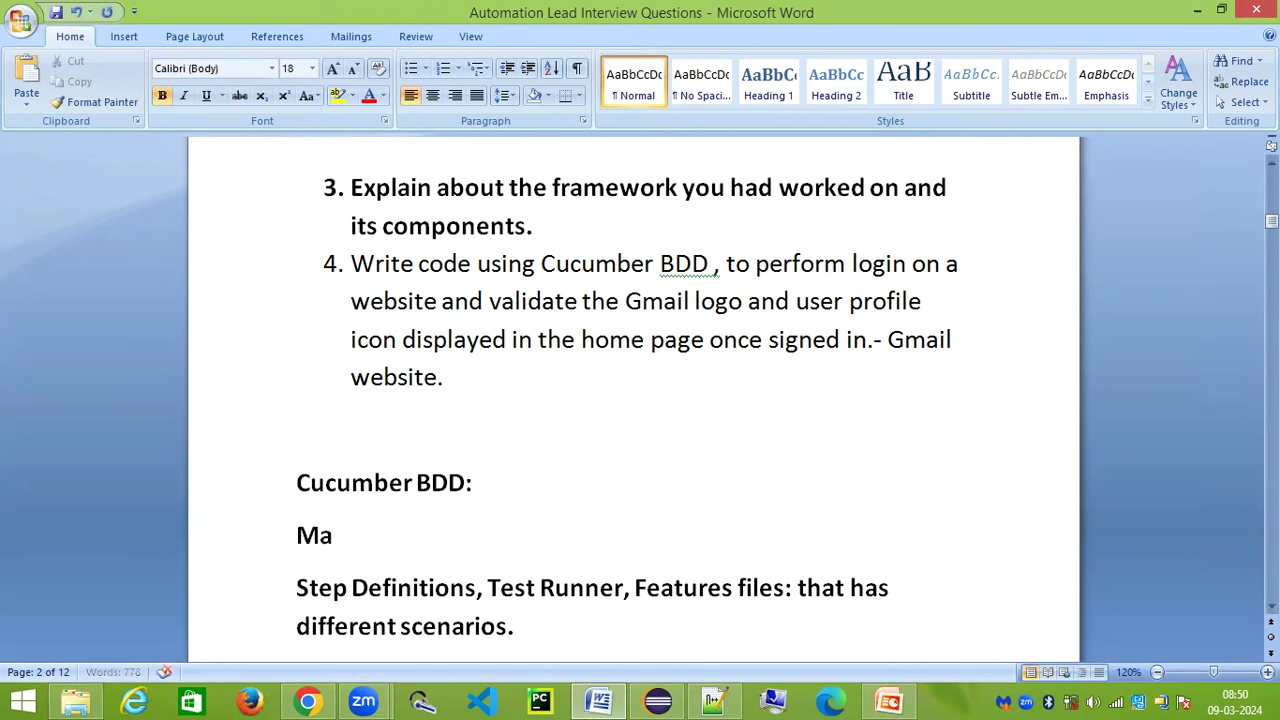 Automation Lead Interview Questions - Microsoft Word
Home Insert Page Layout References Mailings Review View
Paste
Cut
Copy
Format Painter
Clipboard
Calibri (Body) 18
Font
Paragraph
AaBbCcDc AaBbCcDc AaBbC AaBbCc AaB AaBbCc. AaBbCcDc AaBbCcDc
¶ Normal ¶ No Spaci... Heading 1 Heading 2 Title Subtitle Subtle Em... Emphasis
Change Styles
Styles
Find
Replace
Select
Editing
3. Explain about the framework you had worked on and
its components.
4. Write code using Cucumber BDD , to perform login on a
website and validate the Gmail logo and user profile
icon displayed in the home page once signed in.- Gmail
website.
Cucumber BDD:
Ma
Step Definitions, Test Runner, Features files: that has
different scenarios.
Page: 2 of 12 Words: 778 120%
08:50
09-03-2024